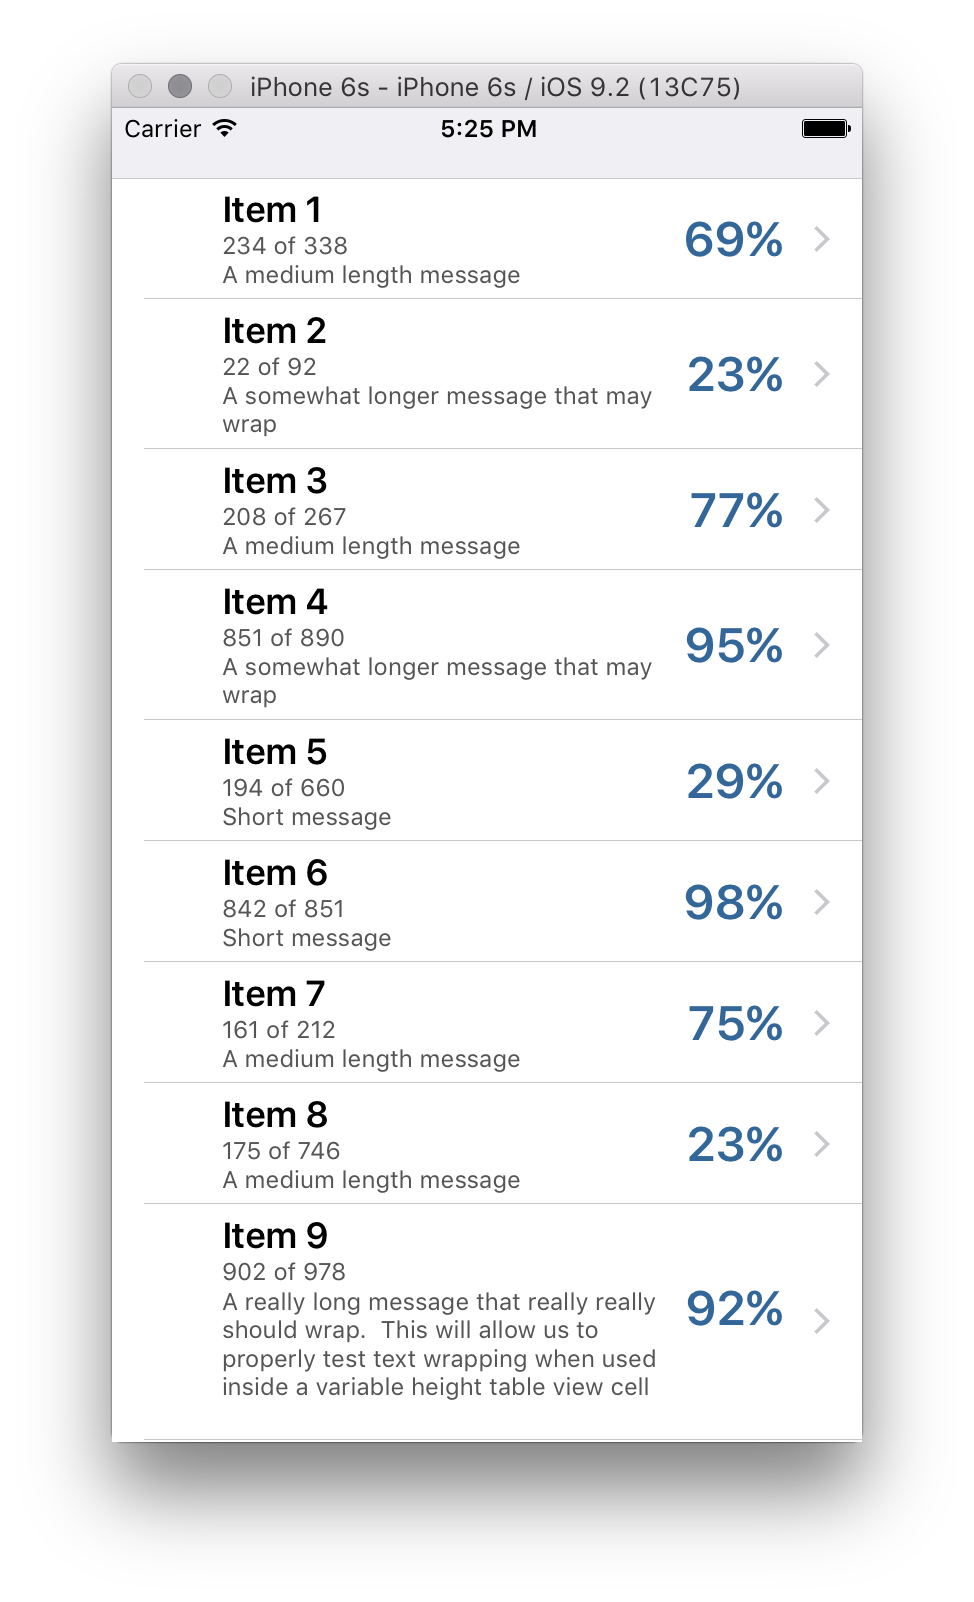 iPhone 6s - iPhone 6s / iOS 9.2 (13C75)
Carrier 5:25 PM
Item 1
234 of 338
A medium length message
69%
Item 2
22 of 92
A somewhat longer message that may
wrap
23%
Item 3
208 of 267
A medium length message
77%
Item 4
851 of 890
A somewhat longer message that may
wrap
95%
Item 5
194 of 660
Short message
29%
Item 6
842 of 851
Short message
98%
Item 7
161 of 212
A medium length message
75%
Item 8
175 of 746
A medium length message
23%
Item 9
902 of 978
A really long message that really really
should wrap.  This will allow us to
properly test text wrapping when used
inside a variable height table view cell
92%